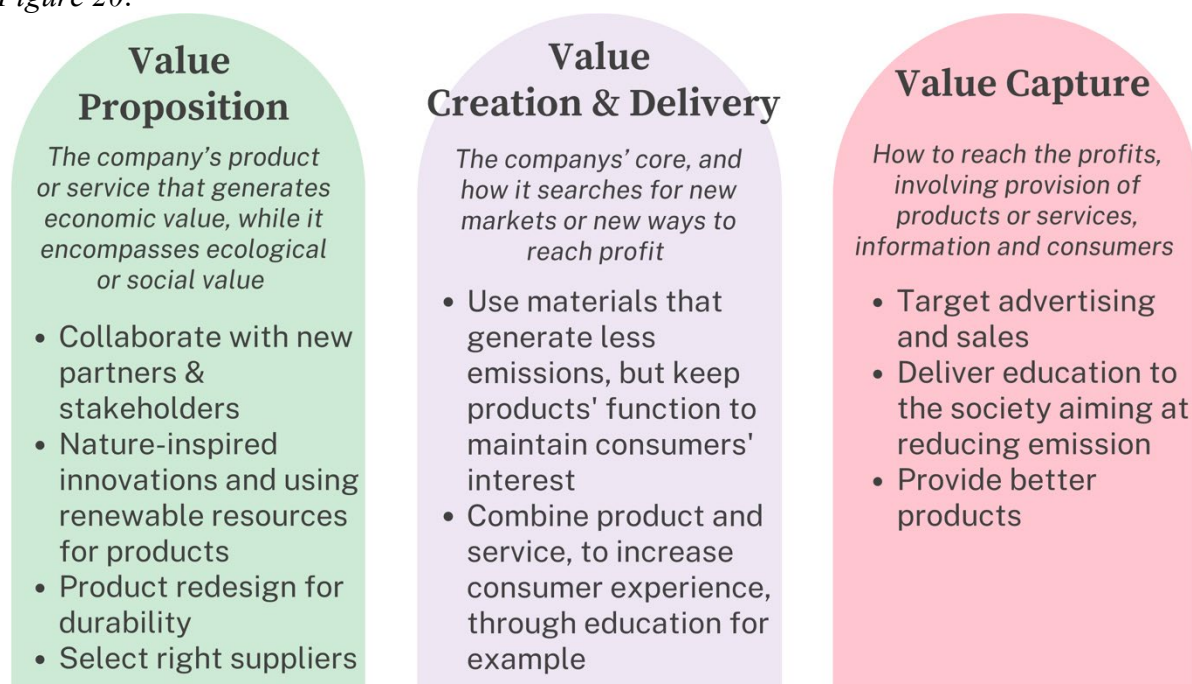 Figure 20.
Value
Proposition
The company's product
or service that generates
economic value, while it
encompasses ecological
or social value
• Collaborate with new
partners &
stakeholders
• Nature-inspired
innovations and using
renewable resources
for products
• Product redesign for
durability
• Select right suppliers
Value
Creation & Delivery
The companys' core, and
how it searches for new
markets or new ways to
reach profit
• Use materials that
generate less
emissions, but keep
products' function to
maintain consumers'
interest
• Combine product and
service, to increase
consumer experience,
through education for
example
Value Capture
How to reach the profits,
involving provision of
products or services,
information and consumers
• Target advertising
and sales
• Deliver education to
the society aiming at
reducing emission
• Provide better
products